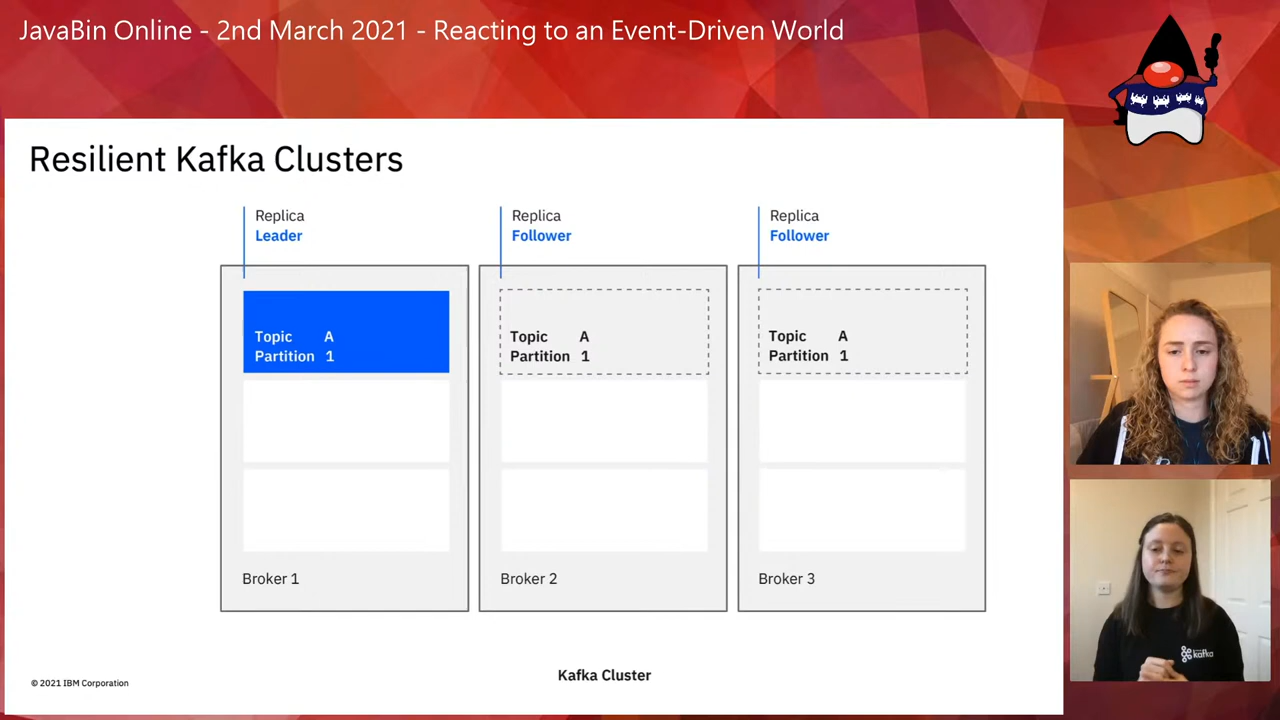 JavaBin Online - 2nd March 2021 - Reacting to an Event-Driven World
Resilient Kafka Clusters
Replica
Leader
Replica
Follower
Replica
Follower
Topic A
Partition 1
Topic A
Partition 1
Topic A
Partition 1
Broker 1
Broker 2
Broker 3
Kafka Cluster
© 2021 IBM Corporation
kafka